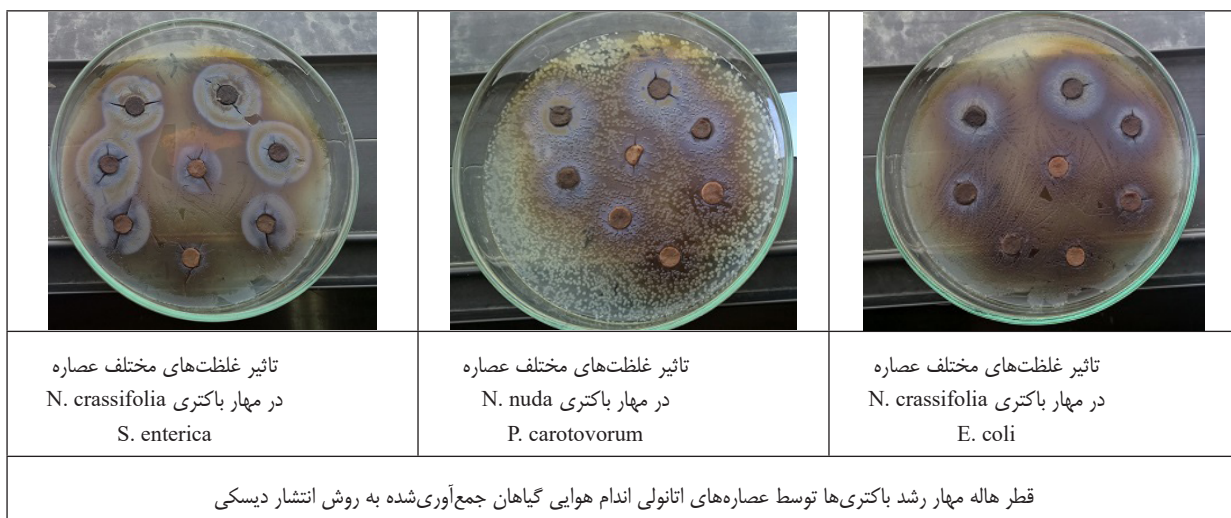 تاثیر غلظت‌های مختلف عصاره
N. crassifolia در مهار باکتری
S. enterica
تاثیر غلظت‌های مختلف عصاره
N. nuda در مهار باکتری
P. carotovorum
تاثیر غلظت‌های مختلف عصاره
N. crassifolia در مهار باکتری
E. coli
قطر هاله مهار رشد باکتری‌ها توسط عصاره‌های اتانولی اندام هوایی گیاهان جمع‌آوری‌شده به روش انتشار دیسکی